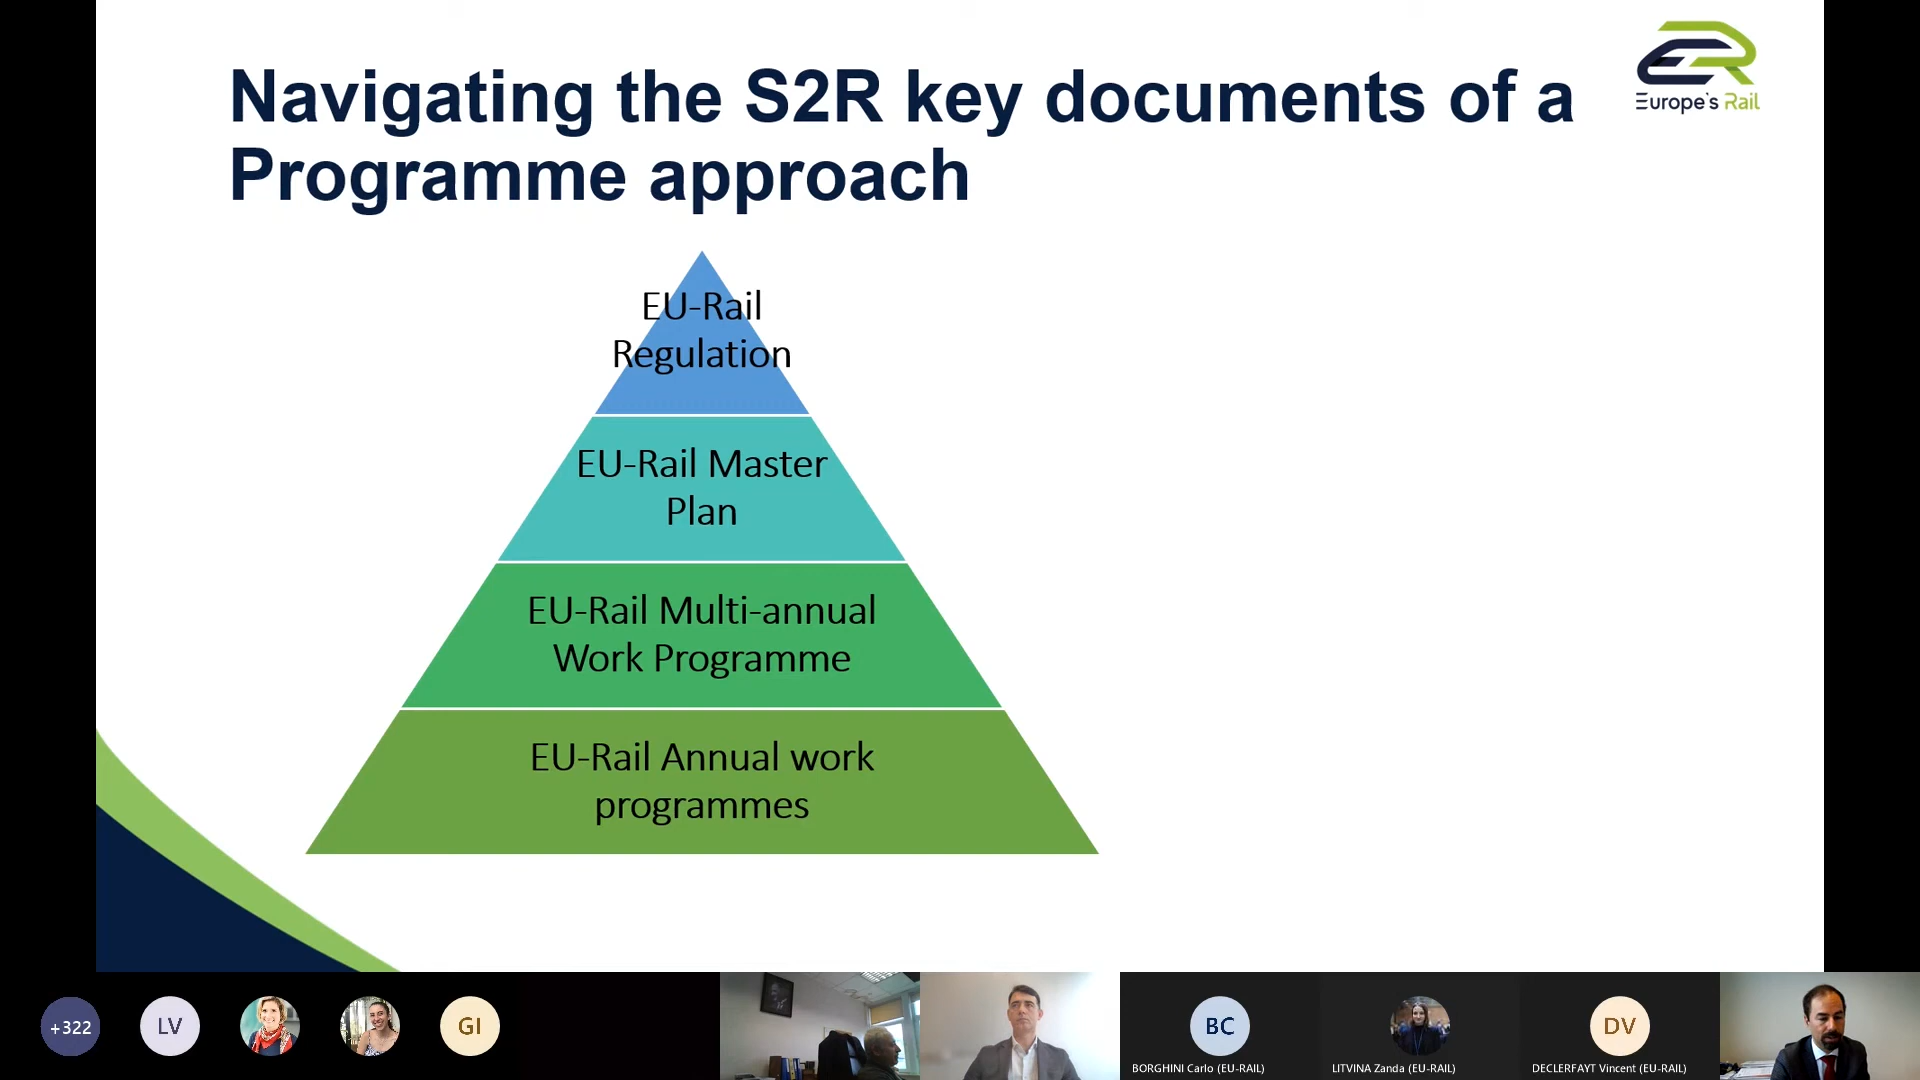 Navigating the S2R key documents of a
Programme approach
Europe's Rail
EU-Rail
Regulation
EU-Rail Master
Plan
EU-Rail Multi-annual
Work Programme
EU-Rail Annual work
programmes
+322
LV
GI
BC
BORGHINI Carlo (EU-RAIL)
LITVINA Zanda (EU-RAIL)
DV
DECLERFAYT Vincent (EU-RAIL)